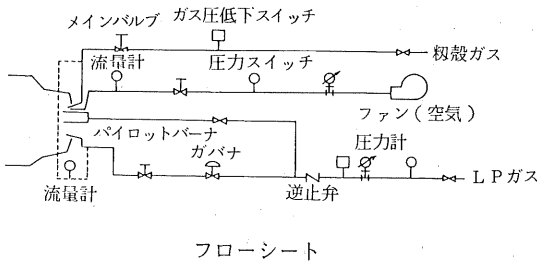 メインバルブ
ガス圧低下スイッチ
籾殻ガス
流量計
圧力スイッチ
ファン(空気)
パイロットバーナ
ガバナ
圧力計
流量計
逆止弁
LPガス
フローシート